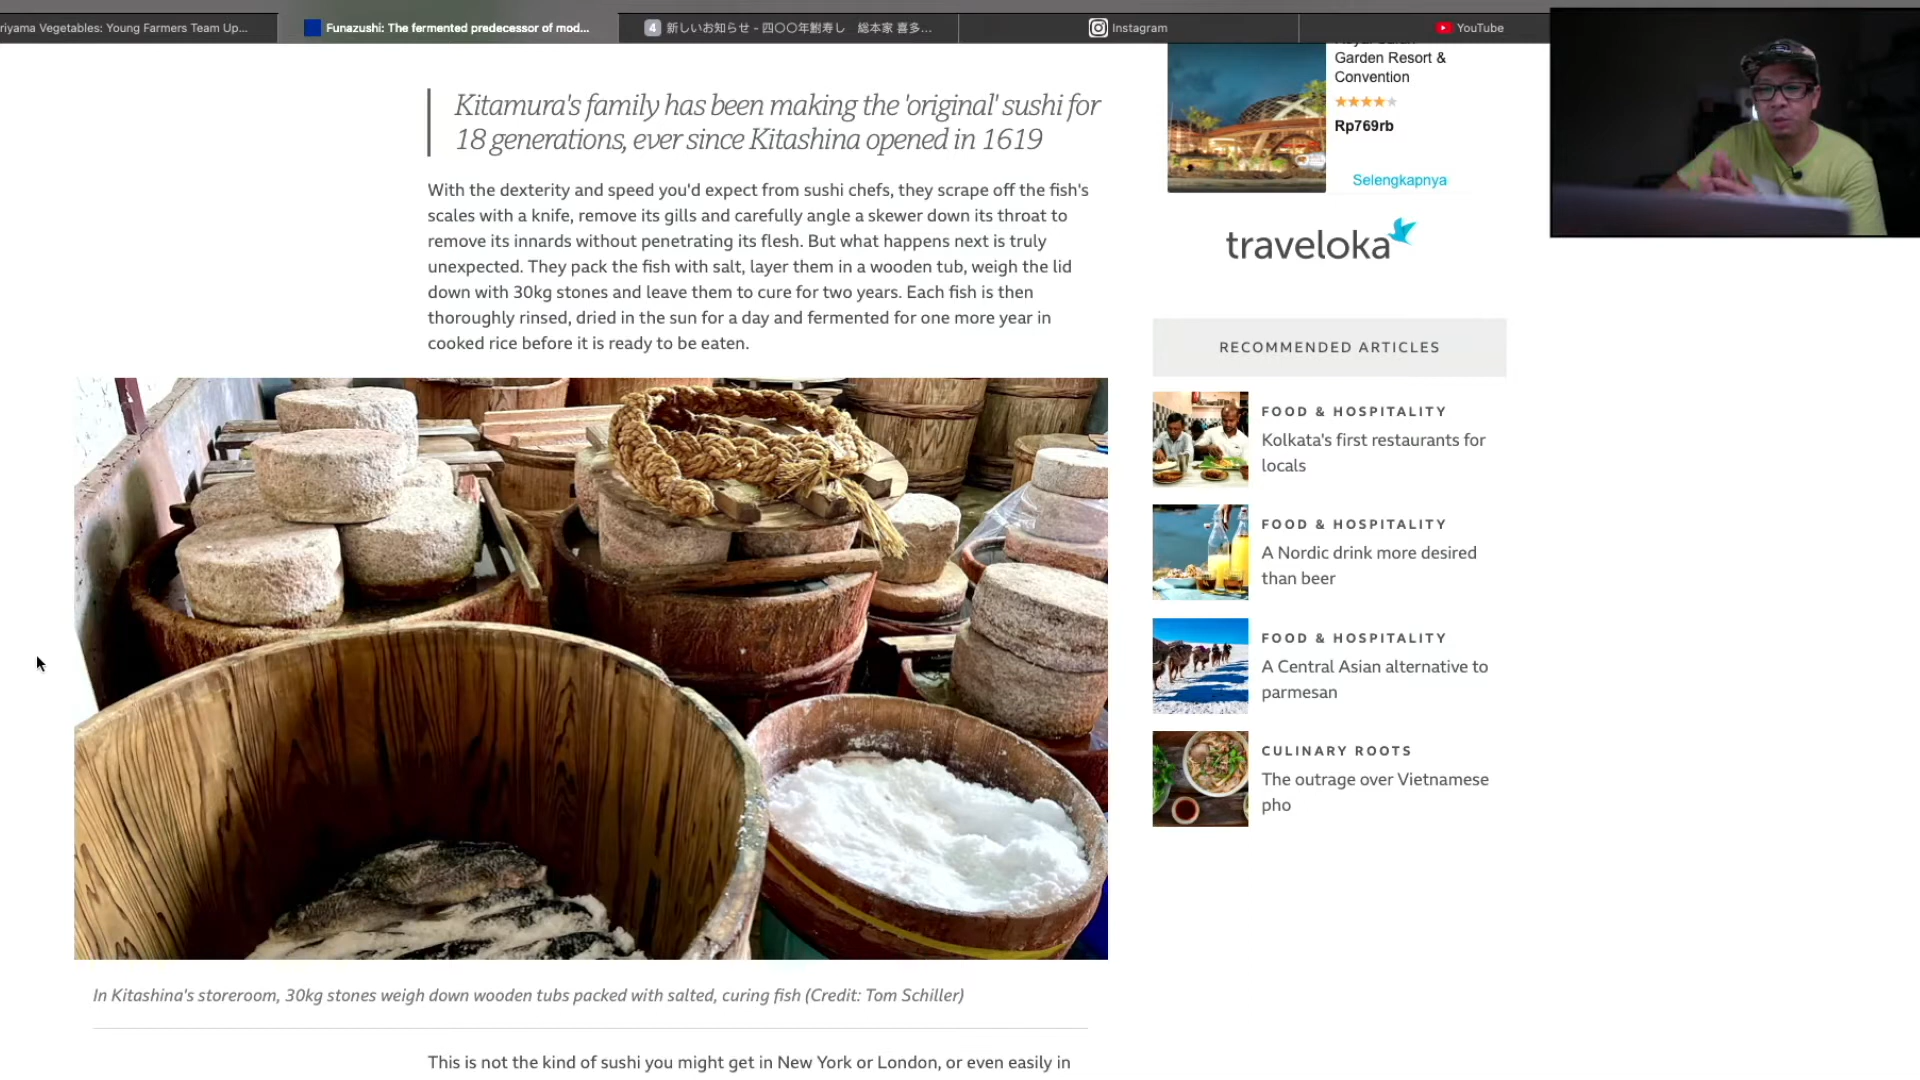 riyama Vegetables: Young Farmers Team Up...
Funazushi: The fermented predecessor of mod...
4 新しいお知らせ - 四〇〇年鮒寿し 総本家 喜多...
Instagram
YouTube
Kitamura's family has been making the 'original' sushi for
18 generations, ever since Kitashina opened in 1619
With the dexterity and speed you'd expect from sushi chefs, they scrape off the fish's
scales with a knife, remove its gills and carefully angle a skewer down its throat to
remove its innards without penetrating its flesh. But what happens next is truly
unexpected. They pack the fish with salt, layer them in a wooden tub, weigh the lid
down with 30kg stones and leave them to cure for two years. Each fish is then
thoroughly rinsed, dried in the sun for a day and fermented for one more year in
cooked rice before it is ready to be eaten.
In Kitashina's storeroom, 30kg stones weigh down wooden tubs packed with salted, curing fish (Credit: Tom Schiller)
This is not the kind of sushi you might get in New York or London, or even easily in
Garden Resort &
Convention
Rp769rb
Selengkapnya
traveloka
RECOMMENDED ARTICLES
FOOD & HOSPITALITY
Kolkata's first restaurants for
locals
FOOD & HOSPITALITY
A Nordic drink more desired
than beer
FOOD & HOSPITALITY
A Central Asian alternative to
parmesan
CULINARY ROOTS
The outrage over Vietnamese
pho